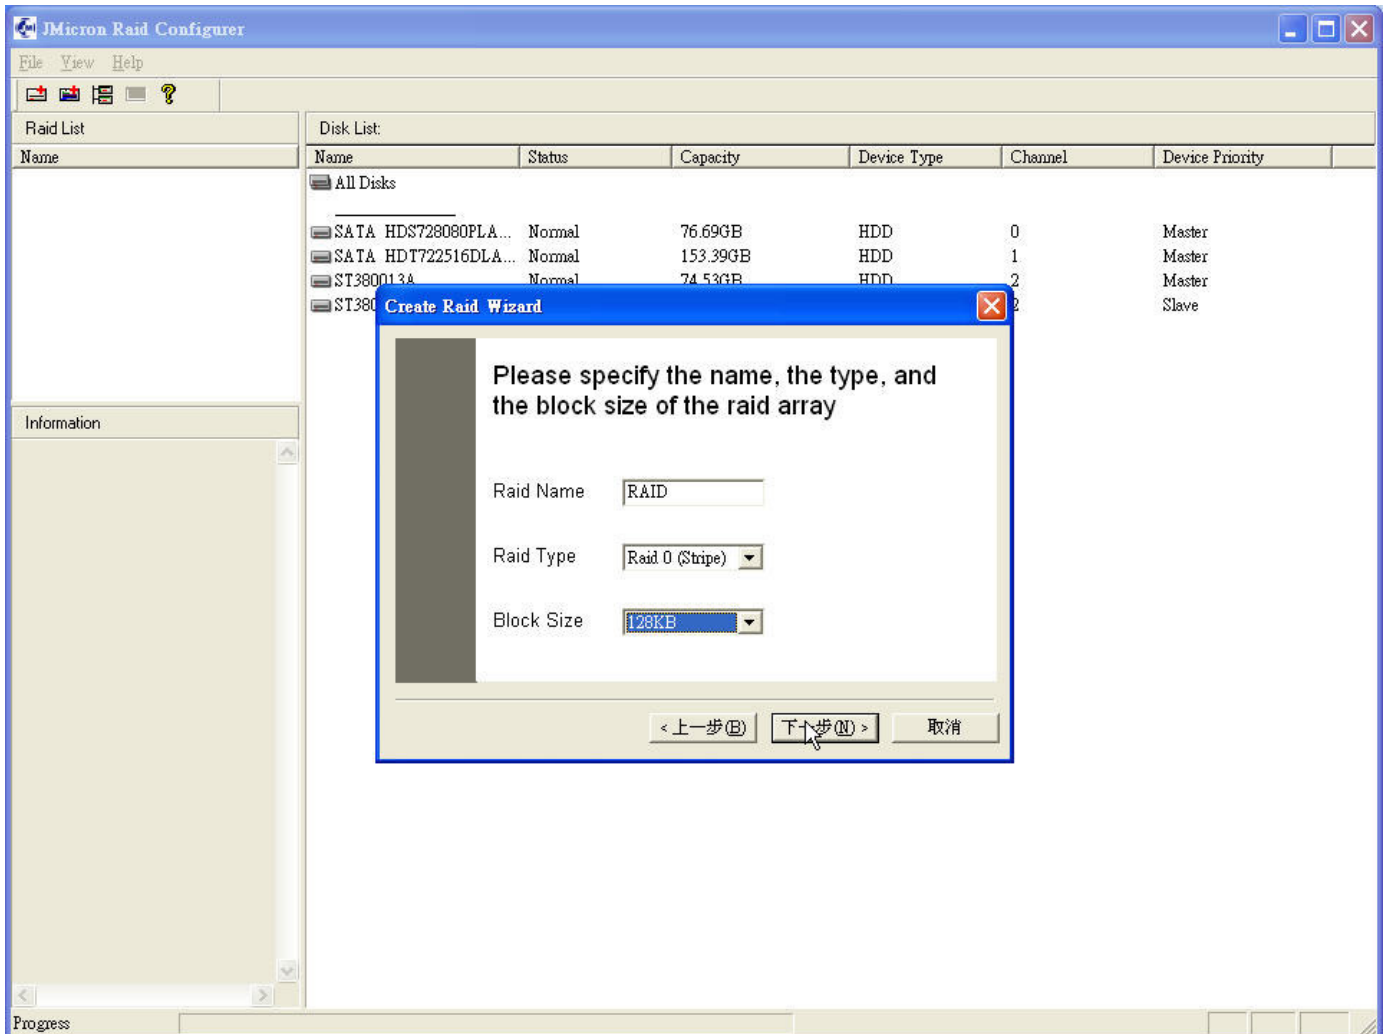 JMicron Raid Configurer
File View Help
Raid List
Disk List:
Name
Name Status Capacity Device Type Channel Device Priority
All Disks
SATA HDS728080PLA... Normal 76.69GB HDD 0 Master
SATA HDT722516DLA... Normal 153.39GB HDD 1 Master
ST380013A Normal 74.53GB HDD 2 Master
ST380 2 Slave
Create Raid Wizard
Please specify the name, the type, and
the block size of the raid array
Information
Raid Name RAID
Raid Type Raid 0 (Stripe)
Block Size 128KB
<上一步(B) 下一步(N)> 取消
Progress